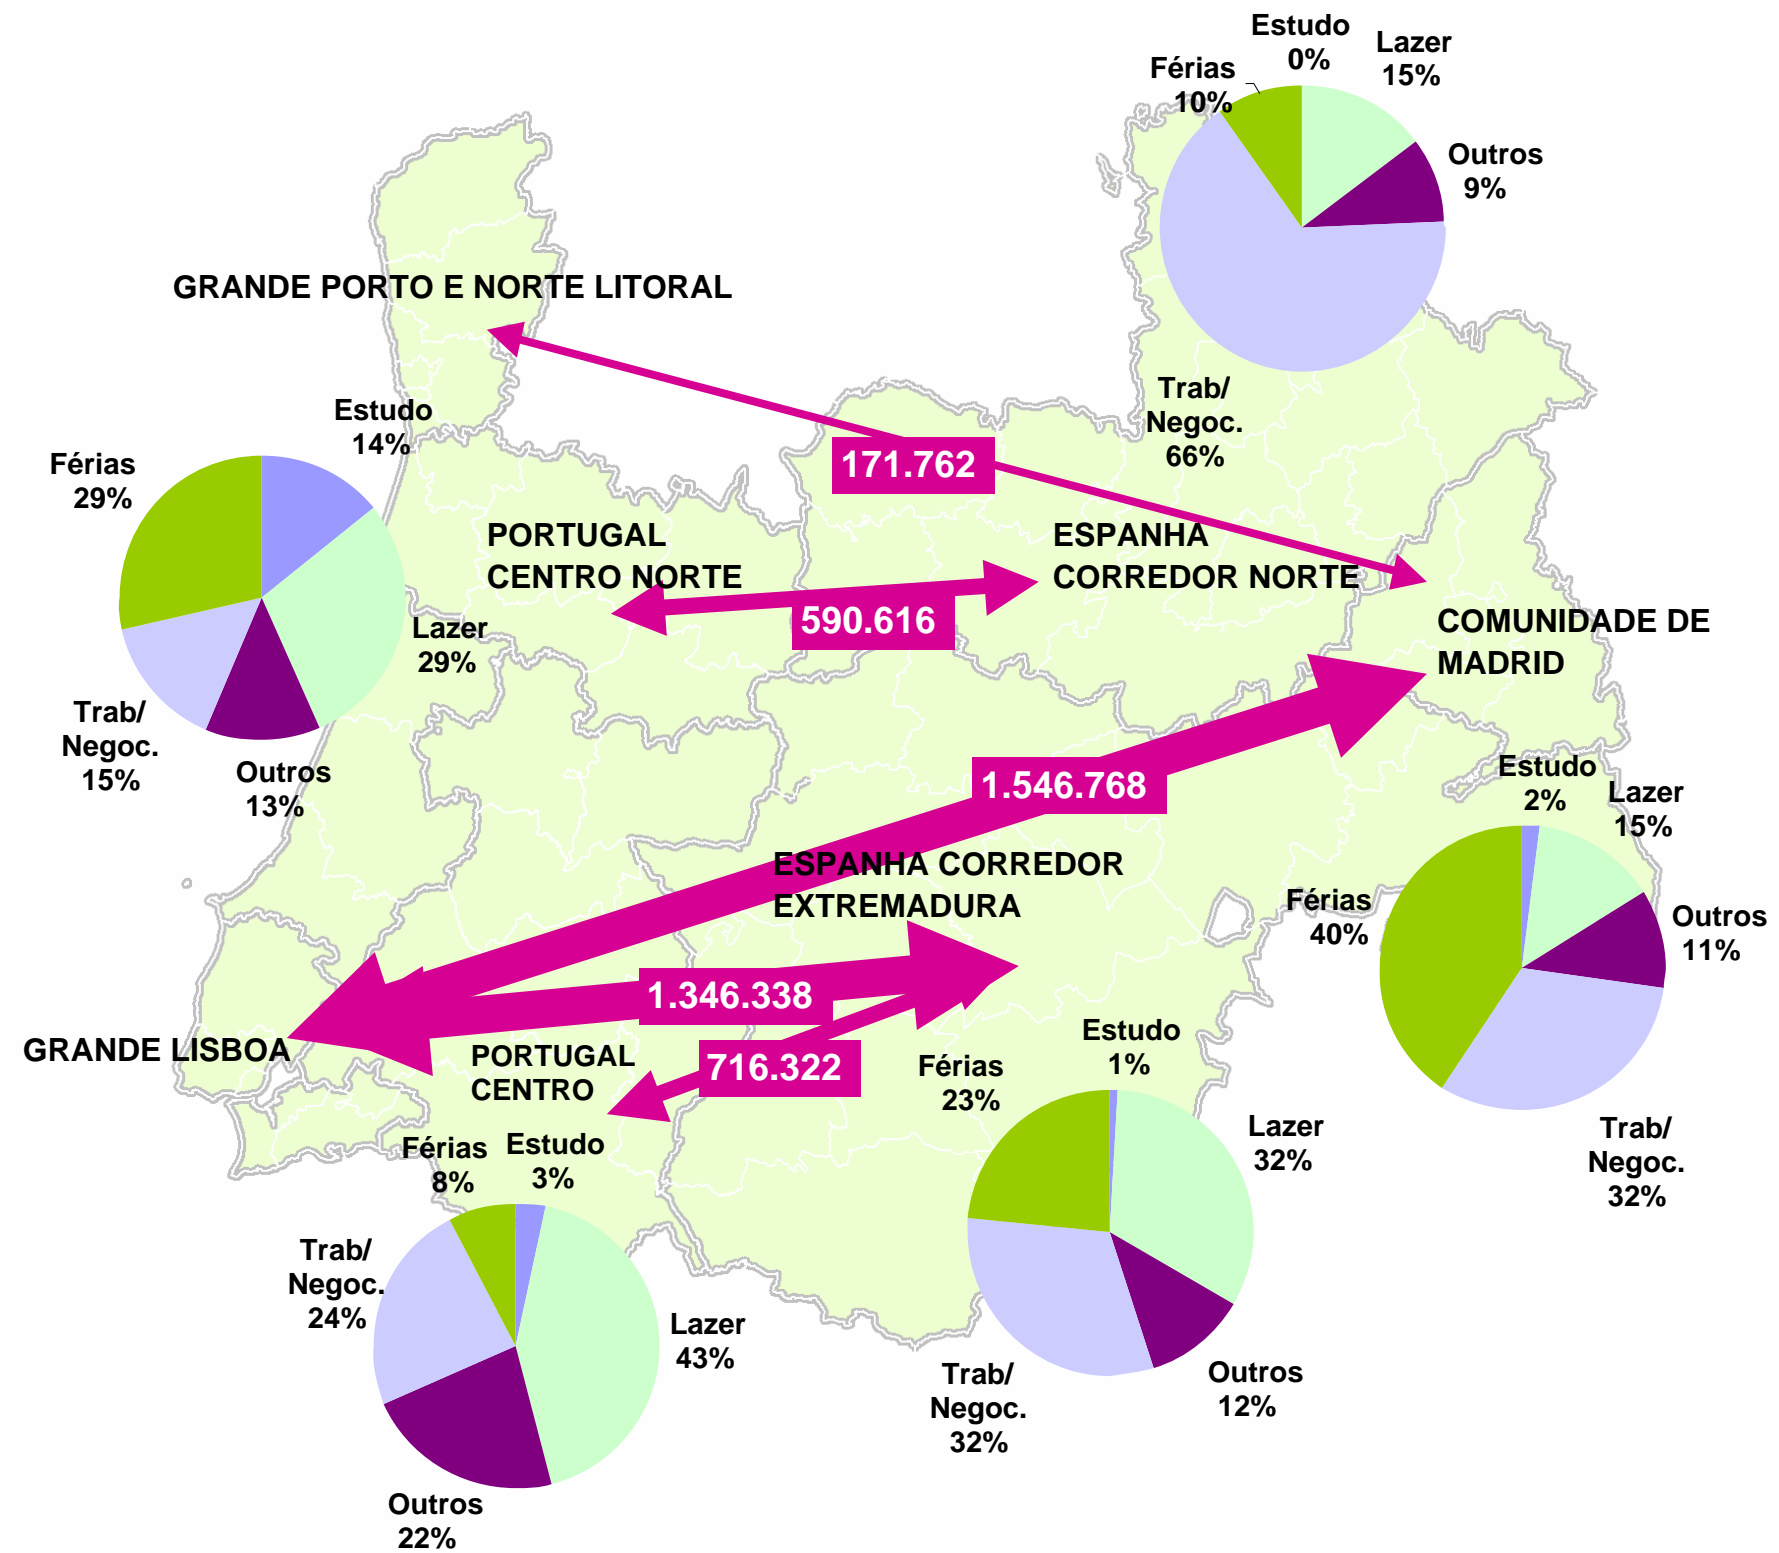 Estudo
0%
Lazer
15%
Férias
10%
Outros
9%
Trab/
Negoc.
66%
GRANDE PORTO E NORTE LITORAL
171.762
Estudo
14%
Férias
29%
Lazer
29%
Trab/
Negoc.
15%
Outros
13%
PORTUGAL
CENTRO NORTE
ESPANHA
CORREDOR NORTE
590.616
COMUNIDADE DE
MADRID
1.546.768
Estudo
2%
Lazer
15%
Férias
40%
Outros
11%
Trab/
Negoc.
32%
ESPANHA CORREDOR
EXTREMADURA
1.346.338
GRANDE LISBOA
PORTUGAL
CENTRO
716.322
Estudo
1%
Férias
23%
Lazer
32%
Trab/
Negoc.
32%
Outros
12%
Férias
8%
Estudo
3%
Trab/
Negoc.
24%
Lazer
43%
Outros
22%